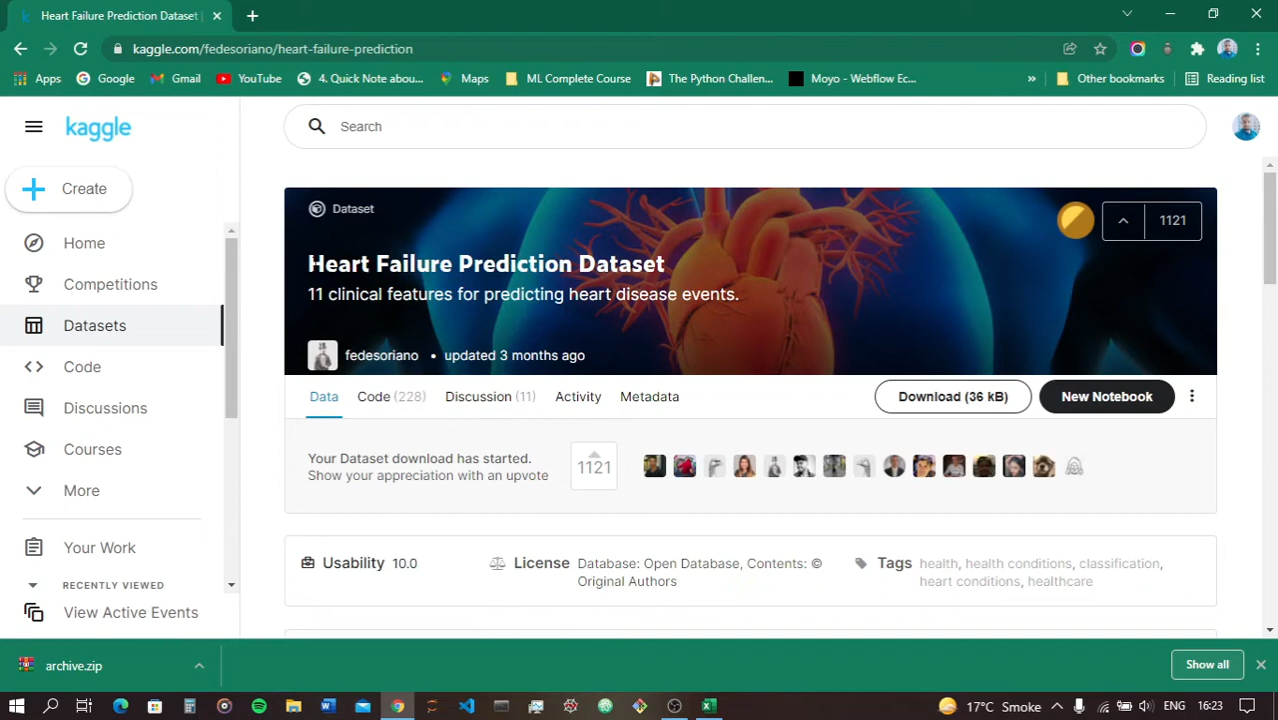 Heart Failure Prediction Dataset |
kaggle.com/fedesoriano/heart-failure-prediction
Apps Google Gmail YouTube 4. Quick Note abou... Maps ML Complete Course The Python Challen... Moyo - Webflow Ec... » Other bookmarks Reading list
kaggle
Search
Create
Home
Competitions
Datasets
Code
Discussions
Courses
More
Your Work
RECENTLY VIEWED
View Active Events
Dataset
1121
Heart Failure Prediction Dataset
11 clinical features for predicting heart disease events.
fedesoriano • updated 3 months ago
Data Code (228) Discussion (11) Activity Metadata Download (36 kB) New Notebook
Your Dataset download has started.
Show your appreciation with an upvote
1121
Usability 10.0 License Database: Open Database, Contents: © Tags health, health conditions, classification,
Original Authors heart conditions, healthcare
archive.zip Show all
17°C Smoke ENG 16:23